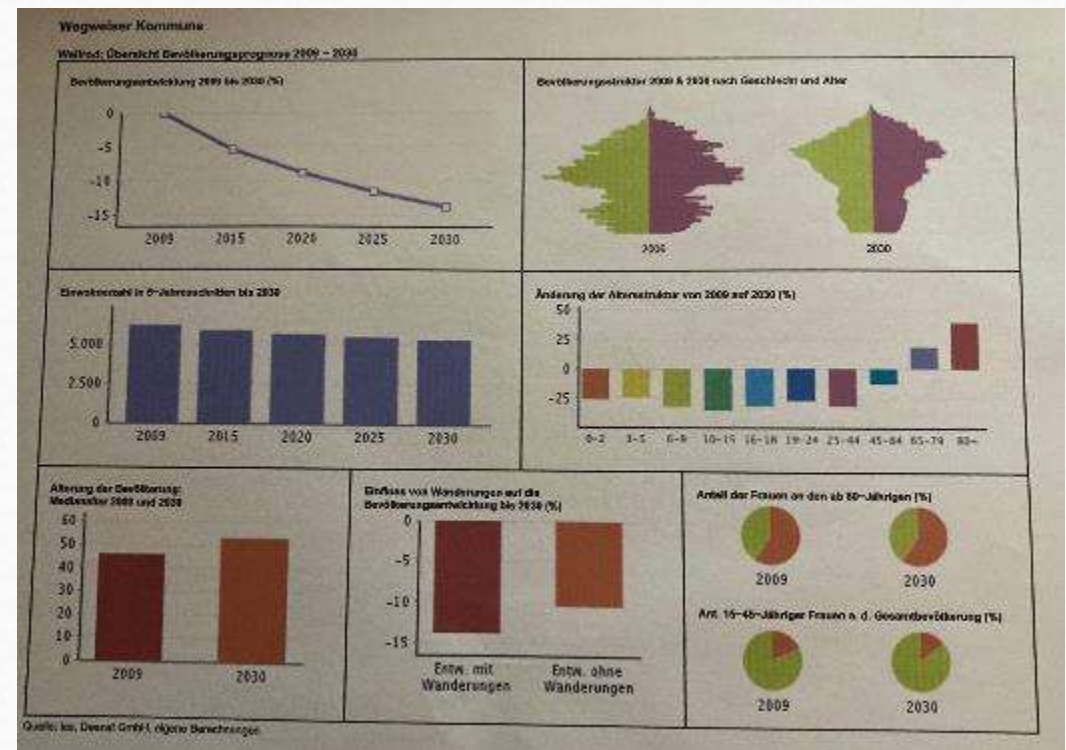 Wegweiser Kommune
Wallrod: Übersicht Bevölkerungsprognose 2009 – 2030
Bevölkerungsentwicklung 2009 bis 2030 (%)
0
-5
-10
-15
2009 2015 2020 2025 2030
Bevölkerungsstruktur 2009 & 2030 nach Geschlecht und Alter
2009 2030
Einwohnerzahl in 5-Jahresschritten bis 2030
5.000
2.500
0
2009 2015 2020 2025 2030
Änderung der Altersstruktur von 2009 auf 2030 (%)
50
25
0
-25
0-2 3-5 6-9 10-15 16-18 19-24 25-44 45-64 65-79 80+
Alterung der Bevölkerung:
Medianalter 2009 und 2030
60
50
40
30
20
10
0
2009 2030
Einfluss von Wanderungen auf die
Bevölkerungsentwicklung bis 2030 (%)
0
-5
-10
-15
Entw. mit
Wanderungen
Entw. ohne
Wanderungen
Anteil der Frauen an den ab 80-Jährigen (%)
2009 2030
Ant. 15-45-Jähriger Frauen a. d. Gesamtbevölkerung (%)
2009 2030
Quelle: ies, Deenst GmbH, eigene Berechnungen